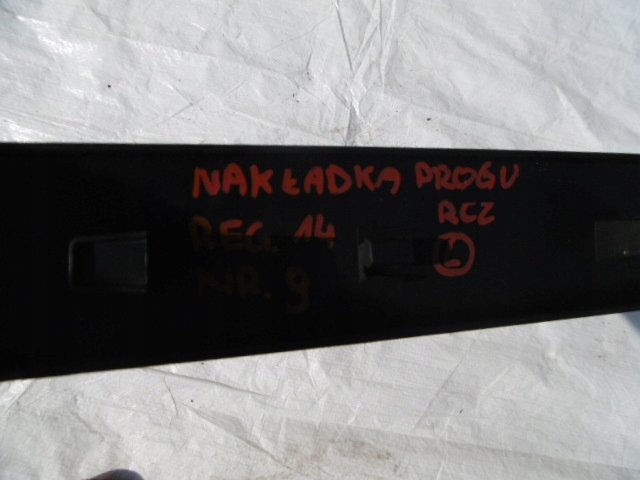 NAKŁADKA PROGU
RCZ
REG. 14
NR. 9
L